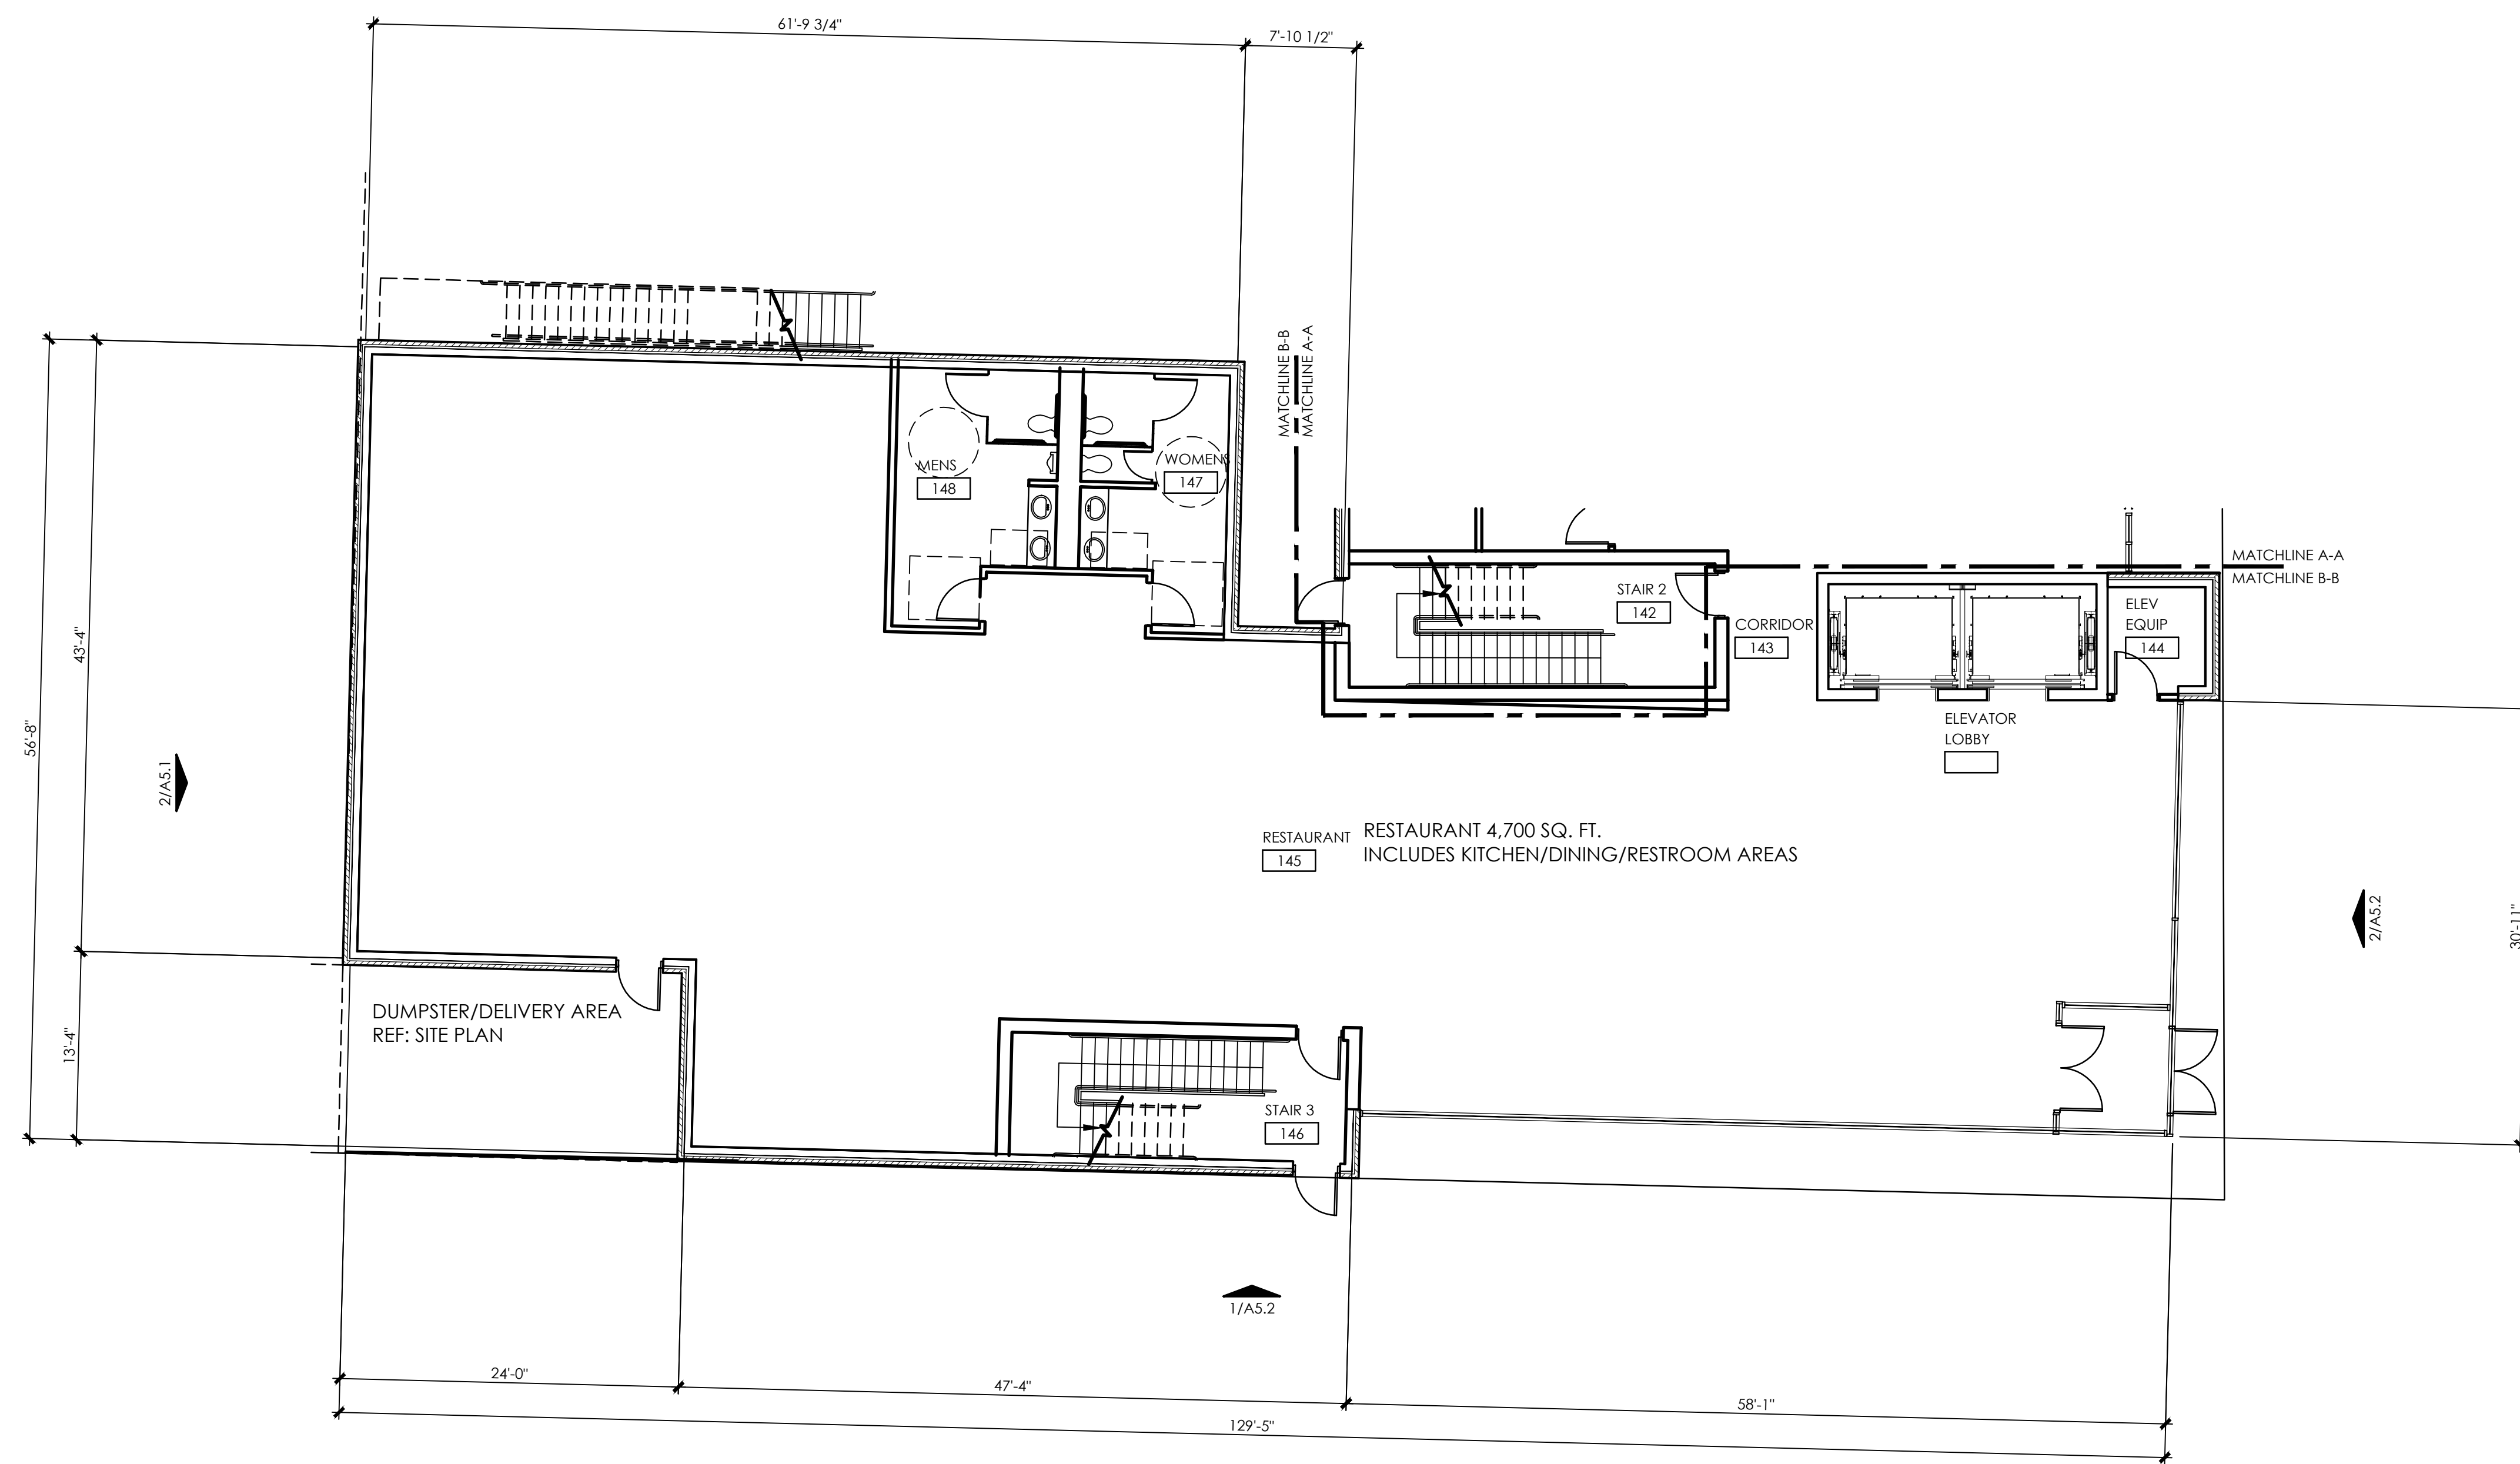 61'-9 3/4"
7'-10 1/2"
MATCHLINE B-B
MATCHLINE A-A
MENS
148
WOMENS
147
MATCHLINE A-A
MATCHLINE B-B
STAIR 2
142
CORRIDOR
143
ELEV
EQUIP
144
43'-4"
56'-8"
2/A5.1
ELEVATOR
LOBBY
RESTAURANT
145
RESTAURANT 4,700 SQ. FT.
INCLUDES KITCHEN/DINING/RESTROOM AREAS
2/A5.2
30'-11"
DUMPSTER/DELIVERY AREA
REF: SITE PLAN
13'-4"
STAIR 3
146
1/A5.2
24'-0"
47'-4"
58'-1"
129'-5"